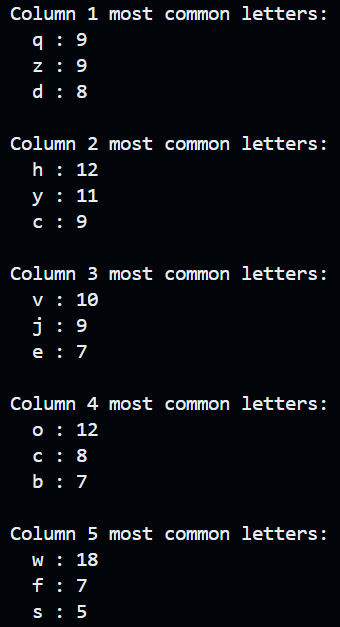 Column 1 most common letters:
q : 9
z : 9
d : 8
Column 2 most common letters:
h : 12
y : 11
c : 9
Column 3 most common letters:
v : 10
j : 9
e : 7
Column 4 most common letters:
o : 12
c : 8
b : 7
Column 5 most common letters:
w : 18
f : 7
s : 5